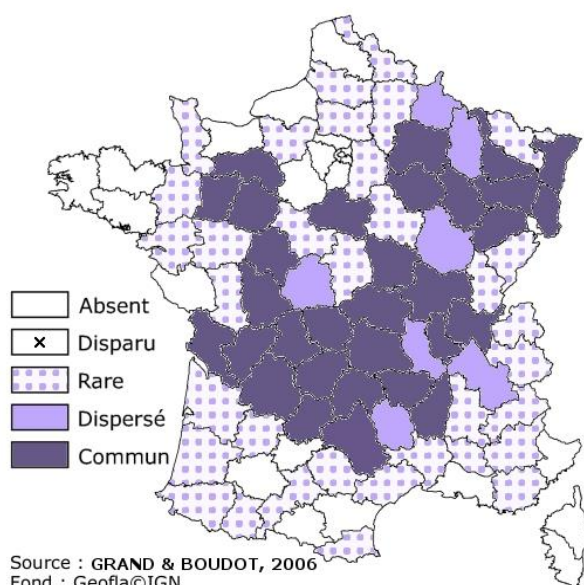 Absent
Disparu
Rare
Dispersé
Commun
Source : GRAND & BOUDOT, 2006
Fond : Geofla©IGN